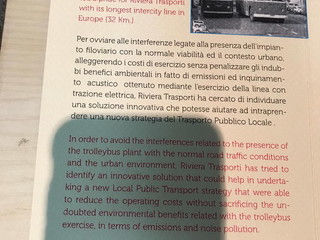 prize for Riviera Trasporti
with its longest intercity line in
Europe (32 Km.)
Per ovviare alle interferenze legate alla presenza dell'impian-
to filoviario con la normale viabilità ed il contesto urbano,
alleggerendo i costi di esercizio senza penalizzare gli indub-
bi benefici ambientali in fatto di emissioni ed inquinamen-
to acustico ottenuto mediante l'esercizio della linea con
trazione elettrica, Riviera Trasporti ha cercato di individuare
una soluzione innovativa che potesse aiutare ad intrapren-
dere una nuova strategia del Trasporto Pubblico Locale .
In order to avoid the interferences related to the presence of
the trolleybus plant with the normal road traffic conditions
and the urban environment, Riviera Trasporti has tried to
identify an innovative solution that could help in underta-
king a new Local Public Transport strategy that were able
to reduce the operating costs without sacrificing the un-
doubted environmental benefits related with the trolleybus
exercise, in terms of emissions and noise pollution.